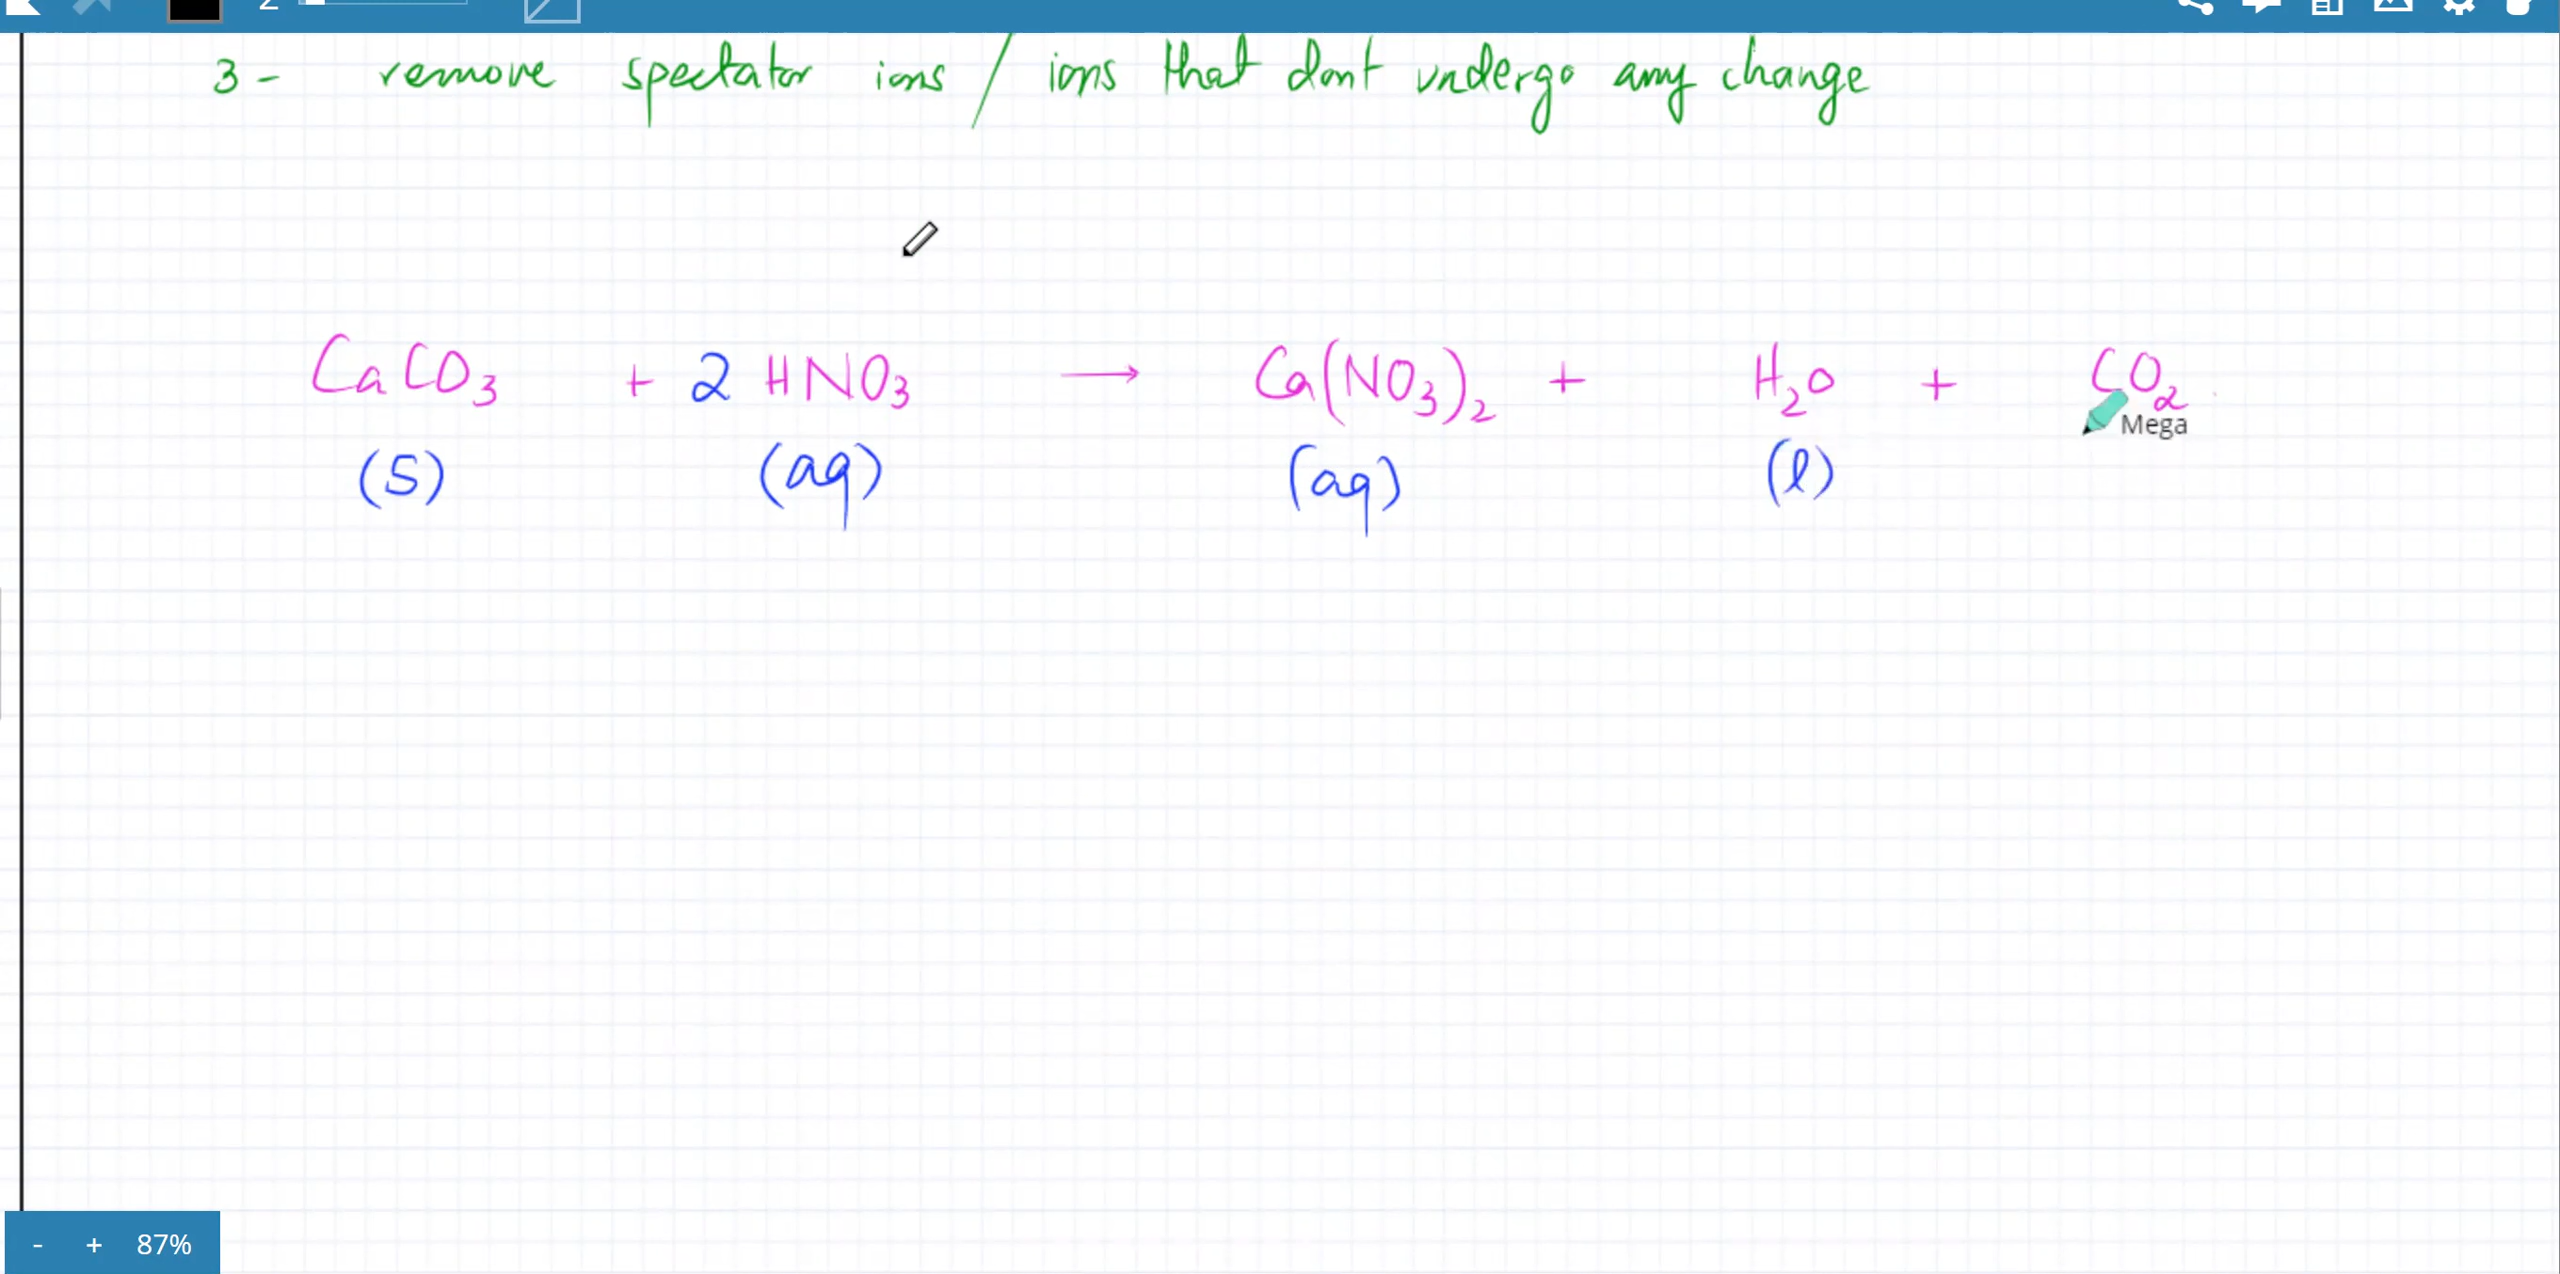 2
3- remove spectator ions / ions that dont undergo any change
CaCO₃ + 2 HNO₃ → Ca(NO₃)₂ + H₂O + CO₂
Mega
(s) (aq) (aq) (l)
- + 87%